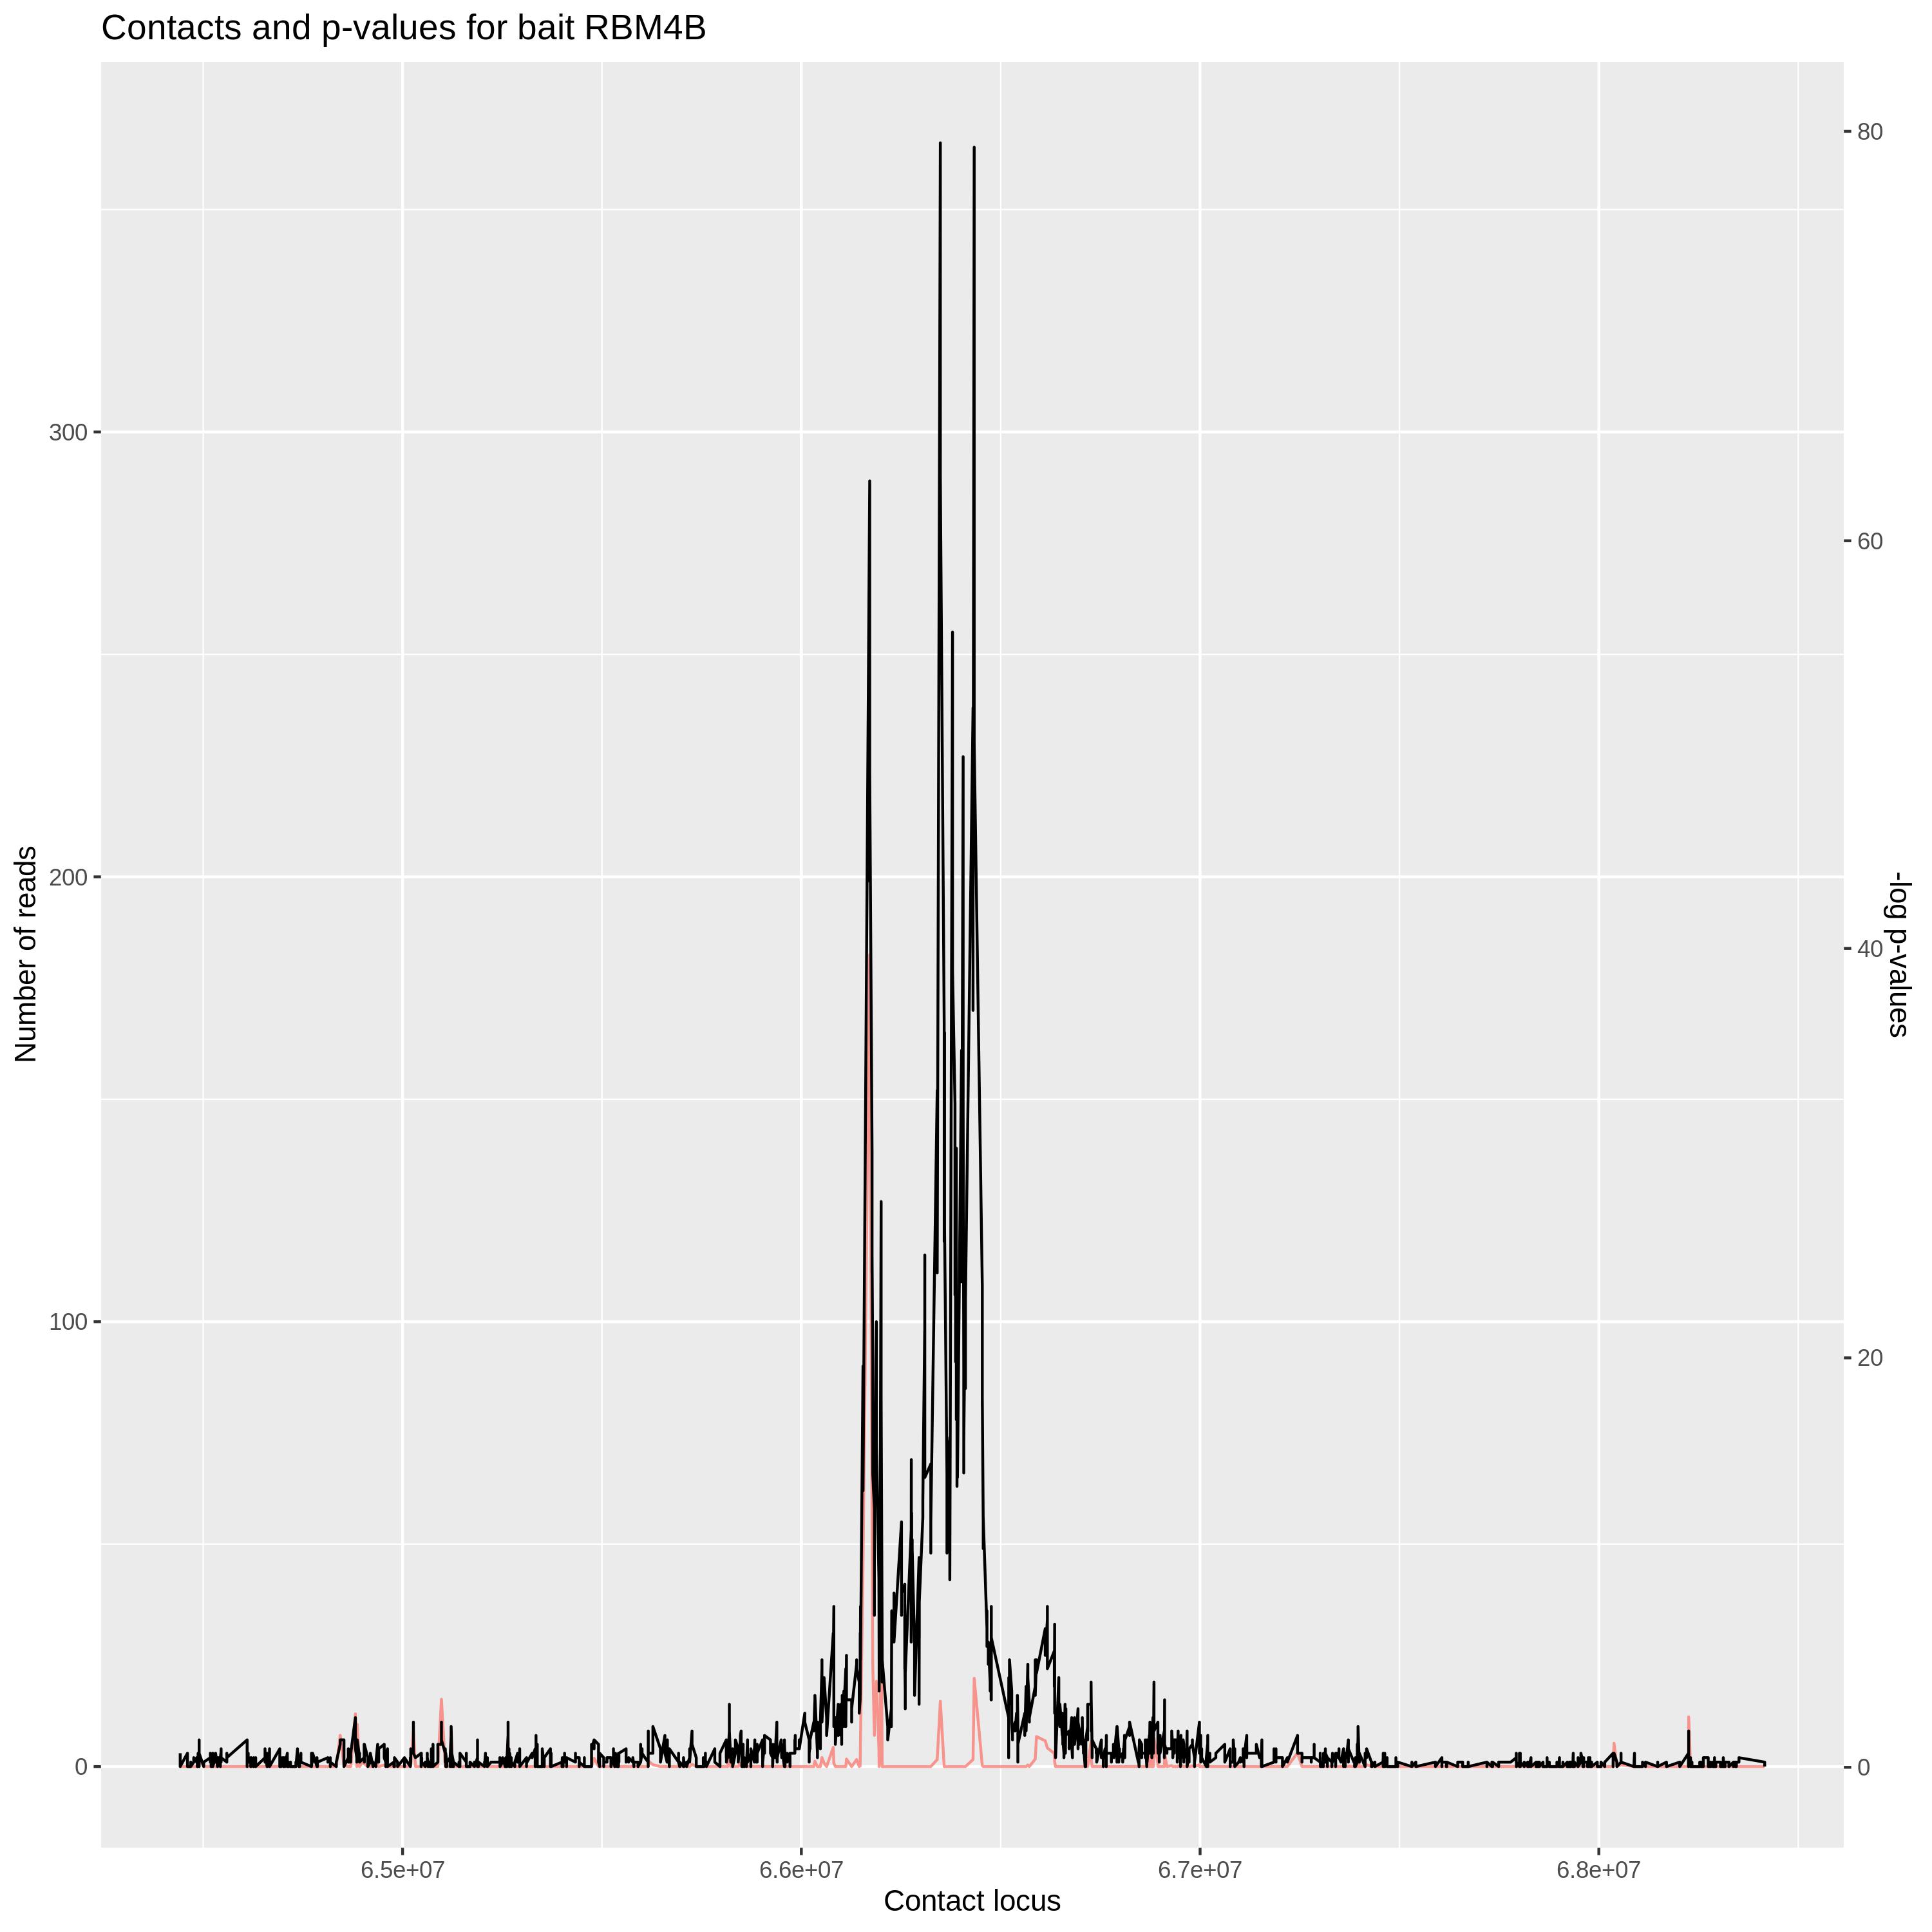 Contacts and p-values for bait RBM4B
Number of reads
300
200
100
0
80
60
40
20
0
-log p-values
6.5e+07
6.6e+07
6.7e+07
6.8e+07
Contact locus